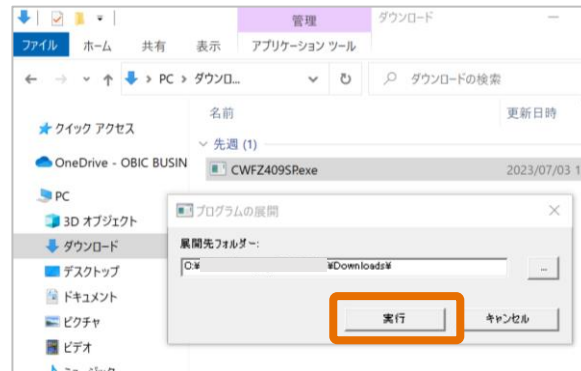 管理
ダウンロード
ファイル ホーム 共有 表示 アプリケーション ツール
PC > ダウンロ...
ダウンロードの検索
名前 更新日時
クイック アクセス
先週 (1)
OneDrive - OBIC BUSIN
CWFZ409SP.exe 2023/07/03 1
PC
プログラムの展開
3D オブジェクト
ダウンロード
展開先フォルダー:
C:¥ ¥Downloads¥
...
デスクトップ
ドキュメント
実行 キャンセル
ピクチャ
ビデオ